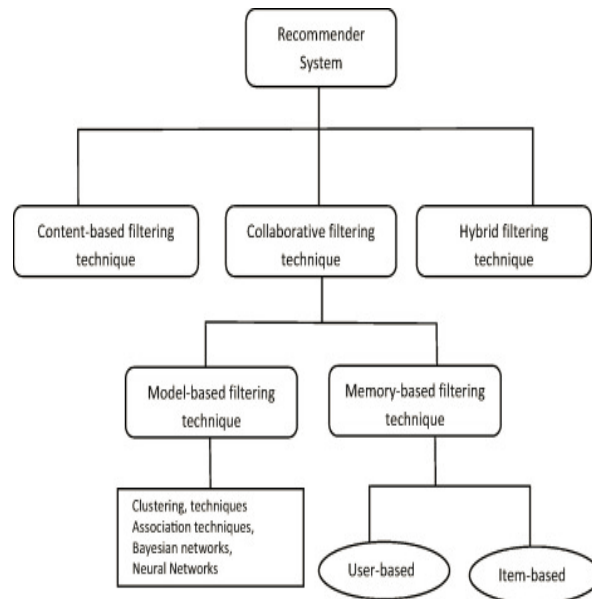 Recommender
System
Content-based filtering
technique
Collaborative filtering
technique
Hybrid filtering
technique
Model-based filtering
technique
Memory-based filtering
technique
Clustering, techniques
Association techniques,
Bayesian networks,
Neural Networks
User-based
Item-based